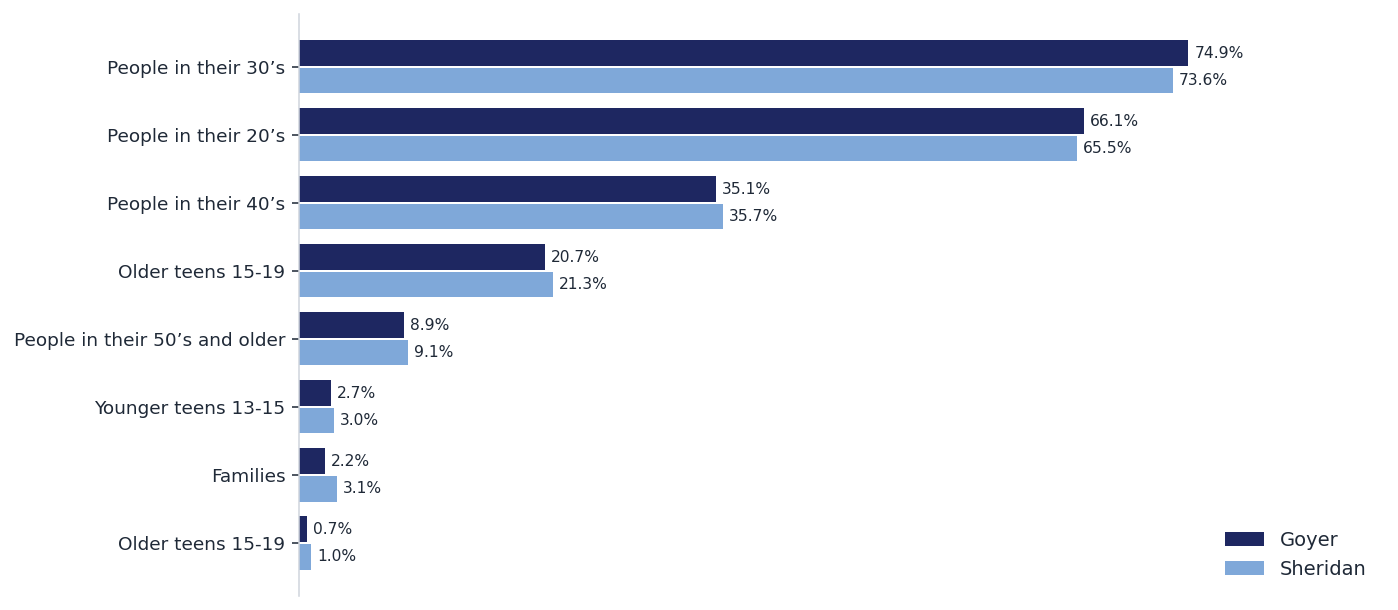 People in their 30’s
74.9%
73.6%
People in their 20’s
66.1%
65.5%
People in their 40’s
35.1%
35.7%
Older teens 15-19
20.7%
21.3%
People in their 50’s and older
8.9%
9.1%
Younger teens 13-15
2.7%
3.0%
Families
2.2%
3.1%
Older teens 15-19
0.7%
1.0%
Goyer
Sheridan